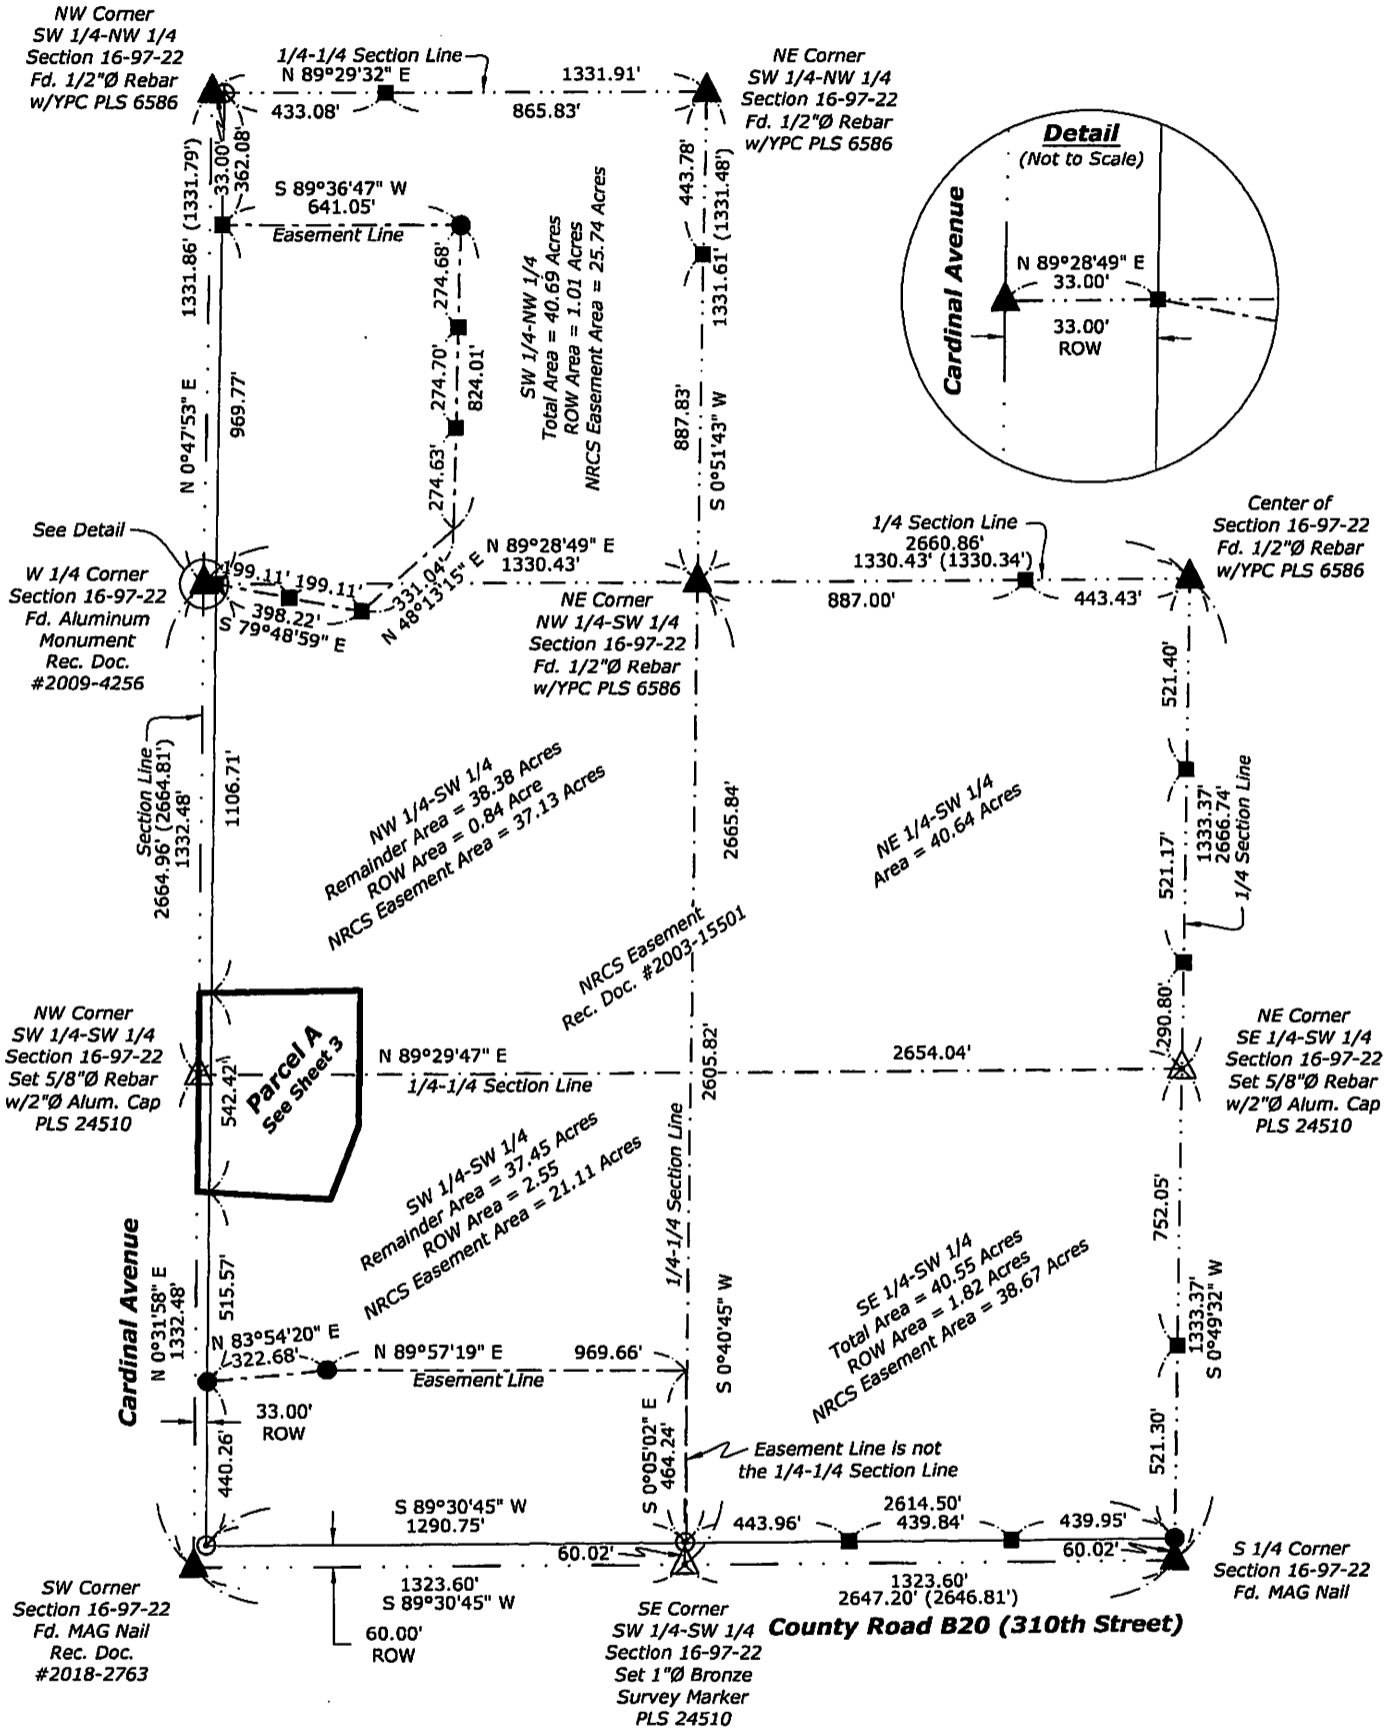 NW Corner
SW 1/4-NW 1/4
Section 16-97-22
Fd. 1/2"Ø Rebar
w/YPC PLS 6586
1/4-1/4 Section Line
N 89°29'32" E
1331.91'
433.08'
865.83'
NE Corner
SW 1/4-NW 1/4
Section 16-97-22
Fd. 1/2"Ø Rebar
w/YPC PLS 6586
Detail
(Not to Scale)
Cardinal Avenue
N 89°28'49" E
33.00'
33.00'
ROW
1331.86' (1331.79')
33.00'
362.08'
S 89°36'47" W
641.05'
Easement Line
N 0°47'53" E
969.77'
274.68'
274.70'
824.01'
274.63'
SW 1/4-NW 1/4
Total Area = 40.69 Acres
ROW Area = 1.01 Acres
NRCS Easement Area = 25.74 Acres
443.78'
1331.61' (1331.48')
887.83'
S 0°51'43" W
See Detail
W 1/4 Corner
Section 16-97-22
Fd. Aluminum
Monument
Rec. Doc.
#2009-4256
199.11'
199.11'
398.22'
S 79°48'59" E
331.04'
N 48°13'15" E
N 89°28'49" E
1330.43'
NE Corner
NW 1/4-SW 1/4
Section 16-97-22
Fd. 1/2"Ø Rebar
w/YPC PLS 6586
1/4 Section Line
2660.86'
1330.43' (1330.34')
887.00'
443.43'
Center of
Section 16-97-22
Fd. 1/2"Ø Rebar
w/YPC PLS 6586
Section Line
2664.96' (2664.81')
1332.48'
1106.71'
NW 1/4-SW 1/4
Remainder Area = 38.38 Acres
ROW Area = 0.84 Acre
NRCS Easement Area = 37.13 Acres
2665.84'
NE 1/4-SW 1/4
Area = 40.64 Acres
521.40'
521.17'
1333.37'
2666.74'
1/4 Section Line
NRCS Easement
Rec. Doc. #2003-15501
290.80'
NW Corner
SW 1/4-SW 1/4
Section 16-97-22
Set 5/8"Ø Rebar
w/2"Ø Alum. Cap
PLS 24510
542.42'
Parcel A
See Sheet 3
N 89°29'47" E
1/4-1/4 Section Line
2605.82'
2654.04'
NE Corner
SE 1/4-SW 1/4
Section 16-97-22
Set 5/8"Ø Rebar
w/2"Ø Alum. Cap
PLS 24510
SW 1/4-SW 1/4
Remainder Area = 37.45 Acres
ROW Area = 2.55
NRCS Easement Area = 21.11 Acres
1/4-1/4 Section Line
S 0°40'45" W
SE 1/4-SW 1/4
Total Area = 40.55 Acres
ROW Area = 1.82 Acres
NRCS Easement Area = 38.67 Acres
752.05'
1333.37'
S 0°49'32" W
Cardinal Avenue
N 0°31'58" E
1332.48'
515.57'
N 83°54'20" E
322.68'
N 89°57'19" E
969.66'
Easement Line
33.00'
ROW
440.26'
S 0°05'02" E
464.24'
Easement Line is not
the 1/4-1/4 Section Line
521.30'
S 89°30'45" W
1290.75'
2614.50'
443.96'
439.84'
439.95'
60.02'
60.02'
1323.60'
S 89°30'45" W
1323.60'
2647.20' (2646.81')
60.00'
ROW
SW Corner
Section 16-97-22
Fd. MAG Nail
Rec. Doc.
#2018-2763
SE Corner
SW 1/4-SW 1/4
Section 16-97-22
Set 1"Ø Bronze
Survey Marker
PLS 24510
County Road B20 (310th Street)
S 1/4 Corner
Section 16-97-22
Fd. MAG Nail